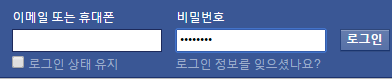 이메일 또는 휴대폰 비밀번호
•••••••• 로그인
로그인 상태 유지 로그인 정보를 잊으셨나요?